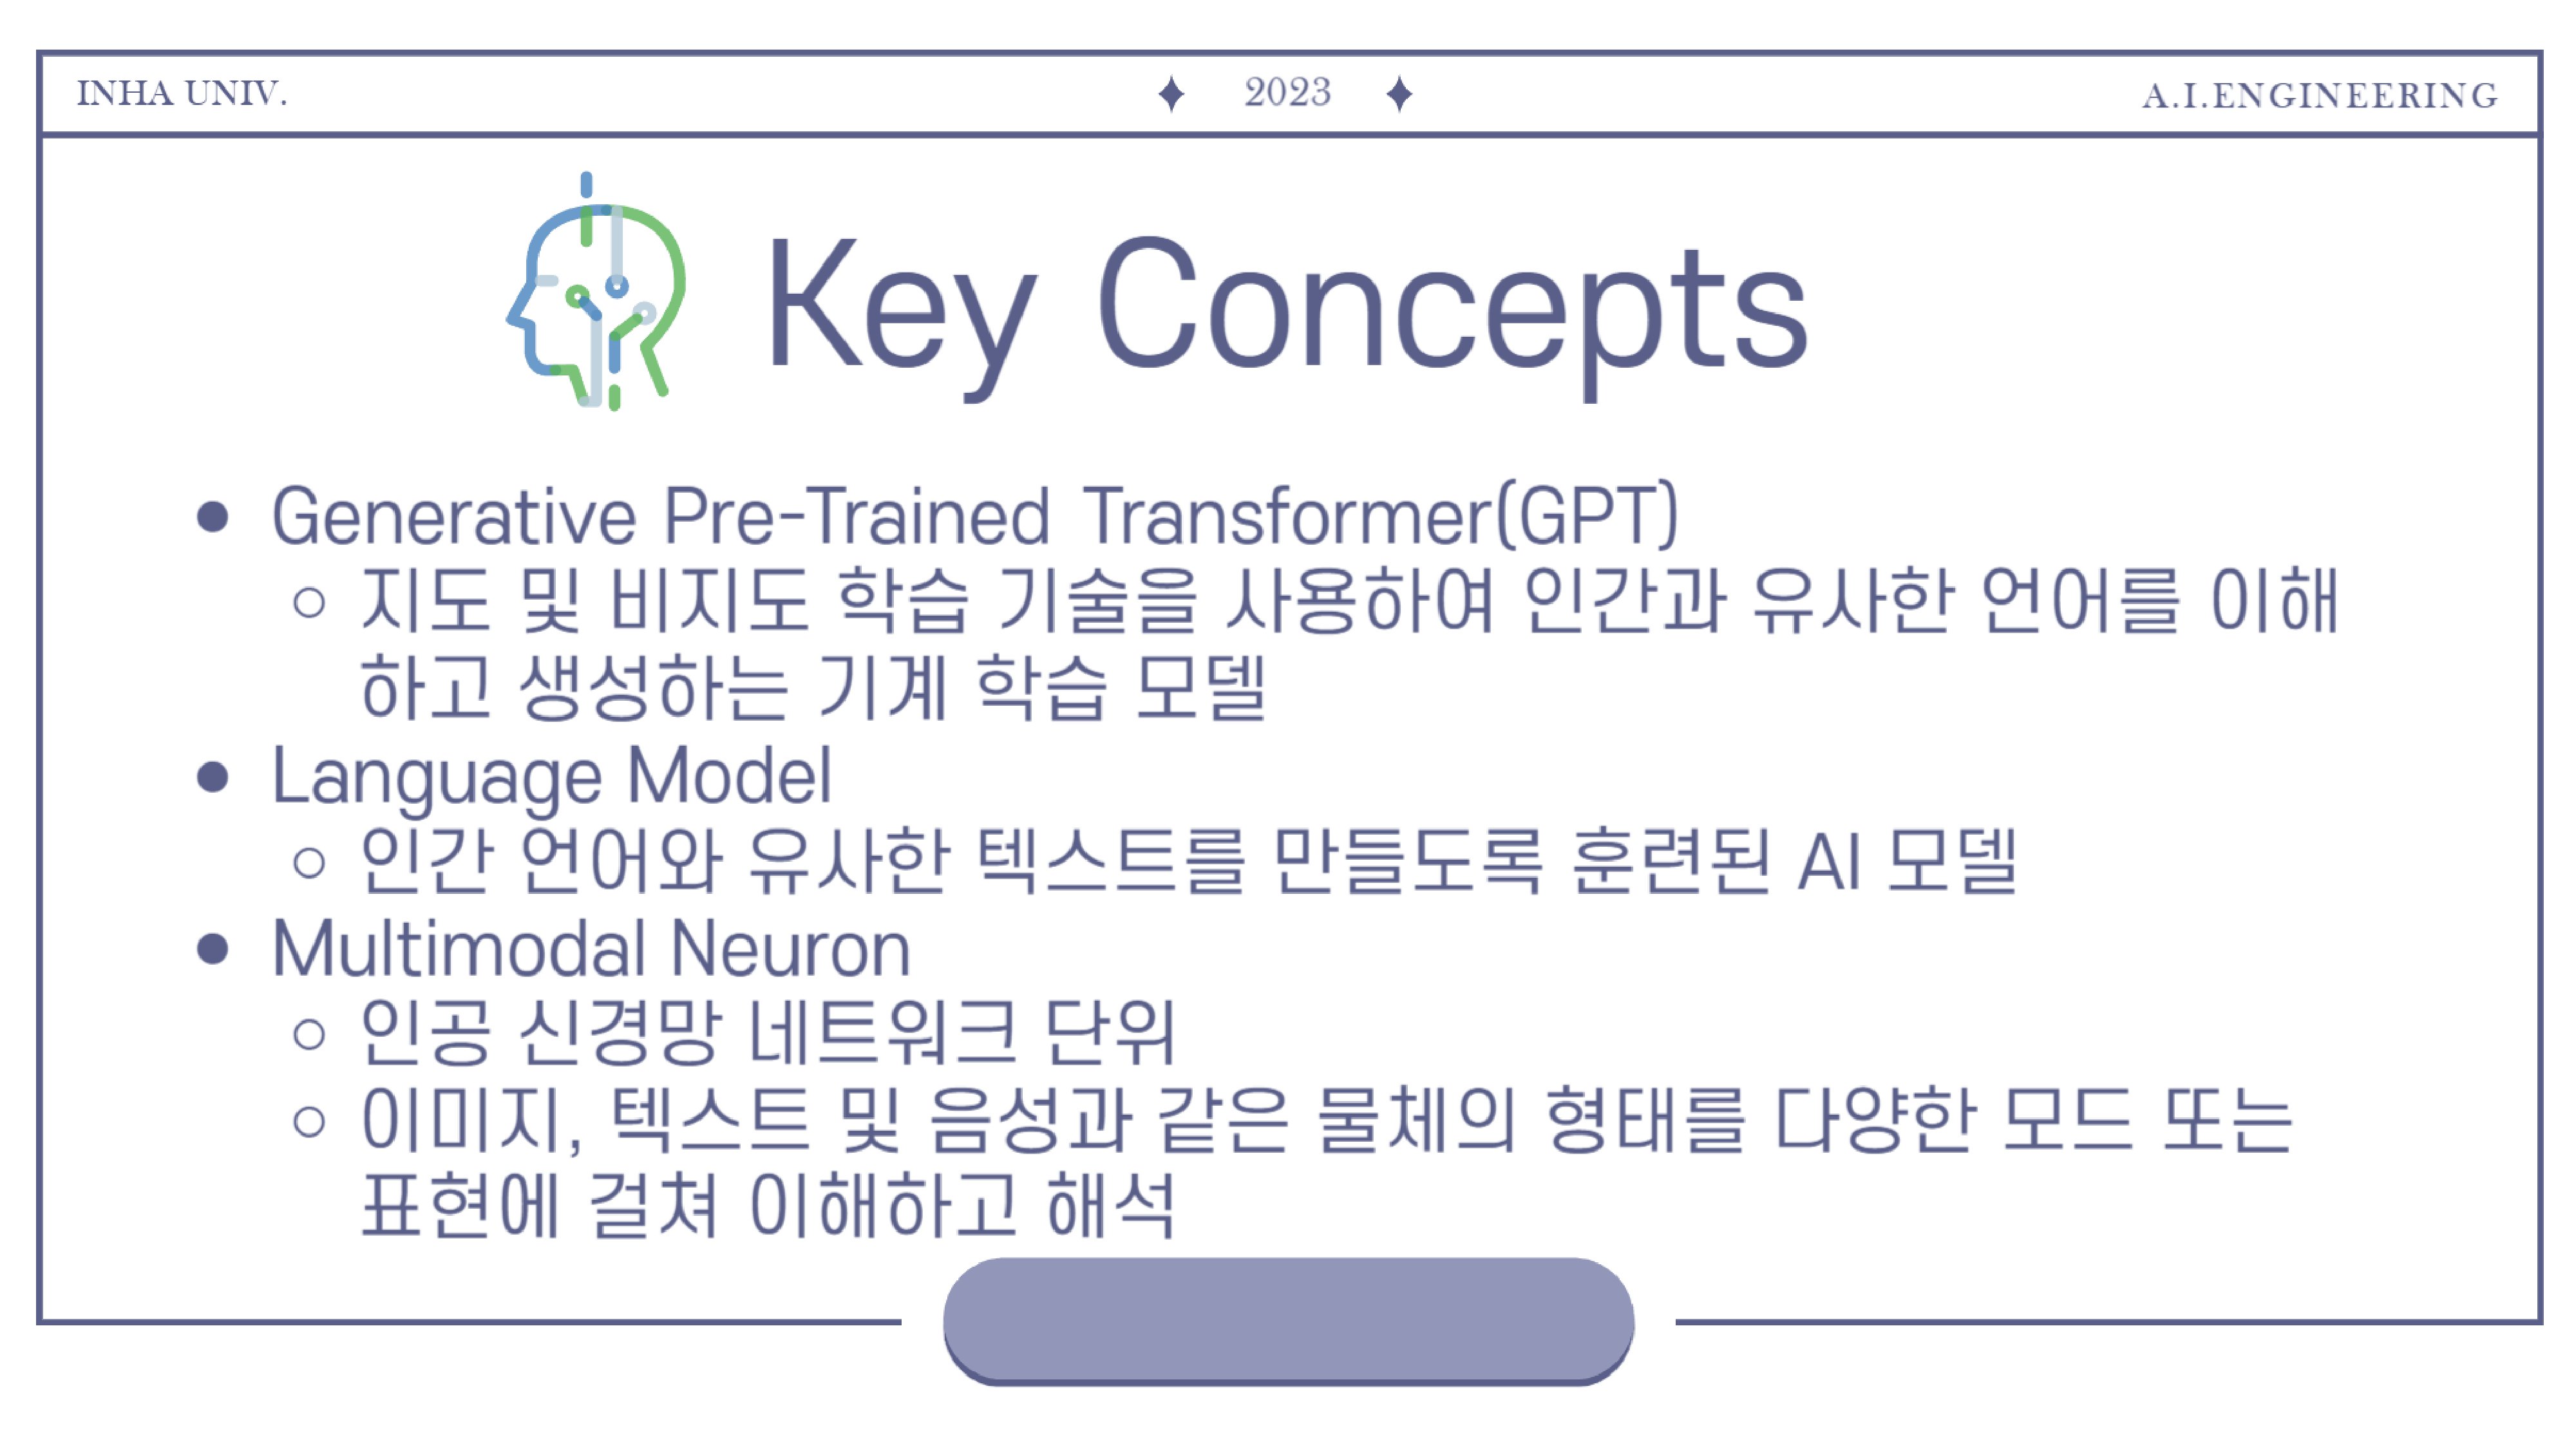 INHA UNIV.
2023
A.I.ENGINEERING
Key Concepts
Generative Pre-Trained Transformer(GPT)
지도 및 비지도 학습 기술을 사용하여 인간과 유사한 언어를 이해
하고 생성하는 기계 학습 모델
Language Model
인간 언어와 유사한 텍스트를 만들도록 훈련된 AI 모델
Multimodal Neuron
인공 신경망 네트워크 단위
이미지, 텍스트 및 음성과 같은 물체의 형태를 다양한 모드 또는
표현에 걸쳐 이해하고 해석